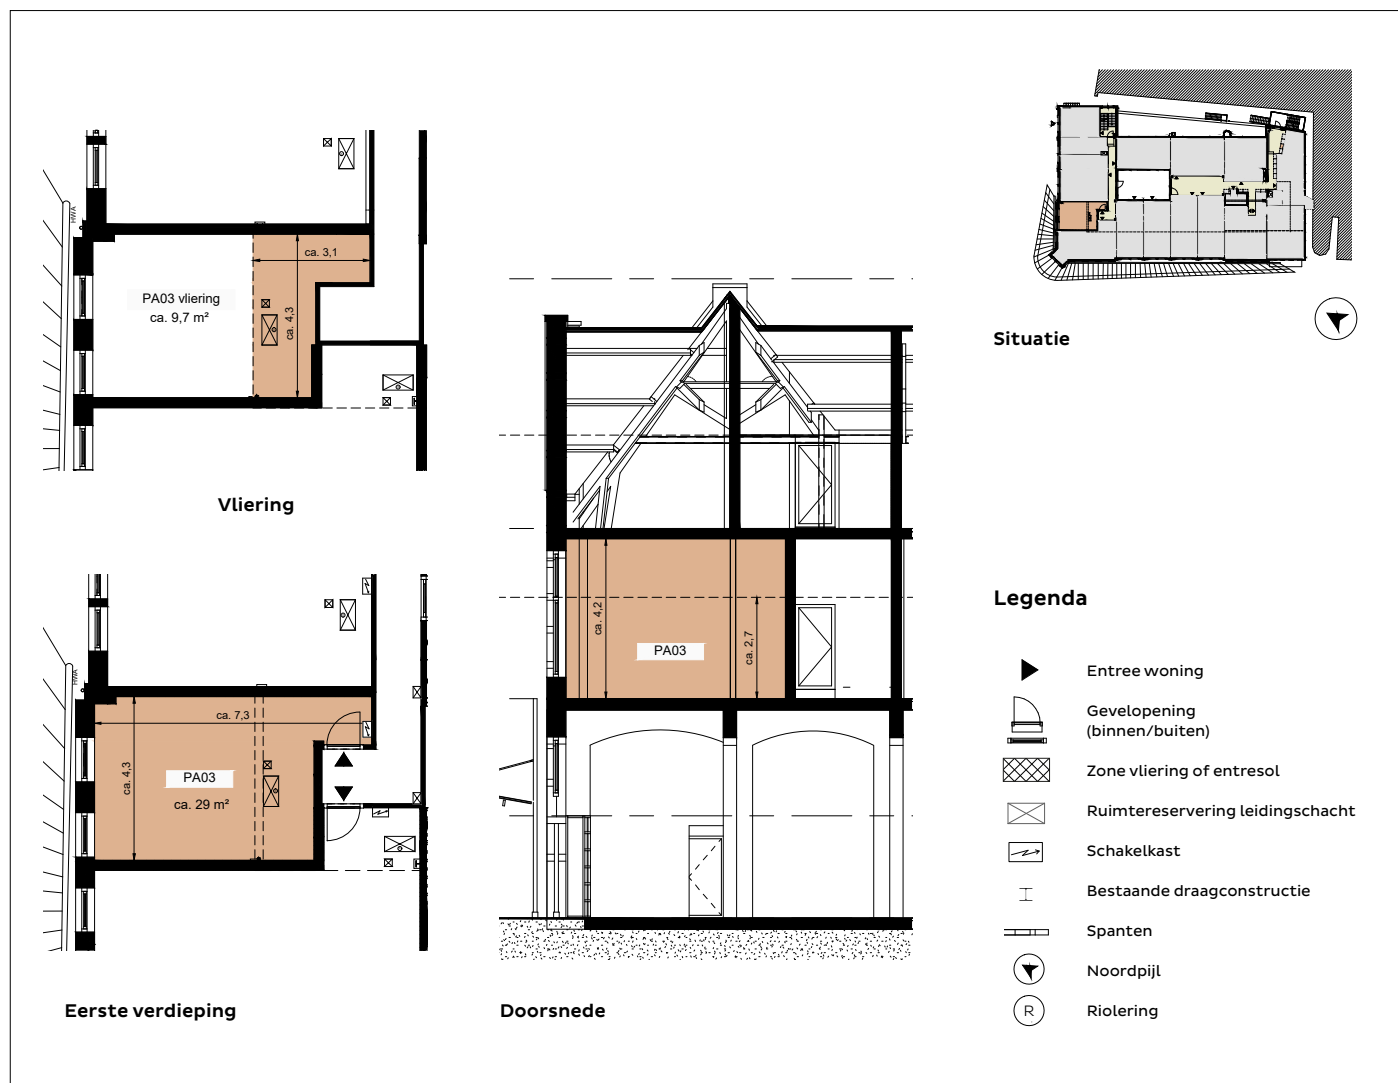 HWA
ca. 3,1
PA03 vliering
ca. 9,7 m²
ca. 4,3
Vliering
HWA
ca. 7,3
ca. 4,3
PA03
ca. 29 m²
Eerste verdieping
ca. 4,2
PA03
ca. 2,7
Doorsnede
Situatie
Legenda
Entree woning
Gevelopening
(binnen/buiten)
Zone vliering of entresol
Ruimtereservering leidingschacht
Schakelkast
Bestaande draagconstructie
Spanten
Noordpijl
R
Riolering